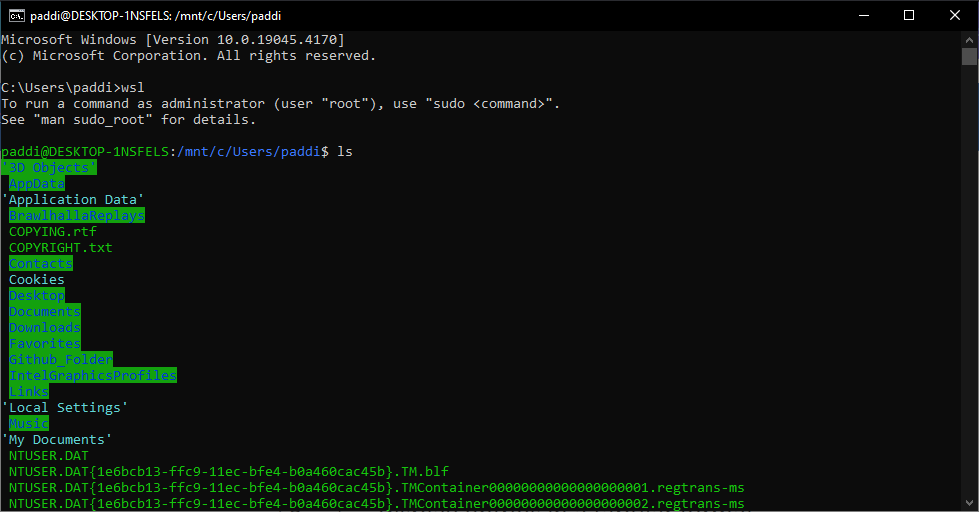 paddi@DESKTOP-1NSFELS: /mnt/c/Users/paddi
Microsoft Windows [Version 10.0.19045.4170]
(c) Microsoft Corporation. All rights reserved.
C:\Users\paddi>wsl
To run a command as administrator (user "root"), use "sudo <command>".
See "man sudo_root" for details.
paddi@DESKTOP-1NSFELS:/mnt/c/Users/paddi$ ls
'3D Objects'
AppData
'Application Data'
BrawlhallaReplays
COPYING.rtf
COPYRIGHT.txt
Contacts
Cookies
Desktop
Documents
Downloads
Favorites
Github_Folder
IntelGraphicsProfiles
Links
'Local Settings'
Music
'My Documents'
NTUSER.DAT
NTUSER.DAT{1e6bcb13-ffc9-11ec-bfe4-b0a460cac45b}.TM.blf
NTUSER.DAT{1e6bcb13-ffc9-11ec-bfe4-b0a460cac45b}.TMContainer00000000000000000001.regtrans-ms
NTUSER.DAT{1e6bcb13-ffc9-11ec-bfe4-b0a460cac45b}.TMContainer00000000000000000002.regtrans-ms